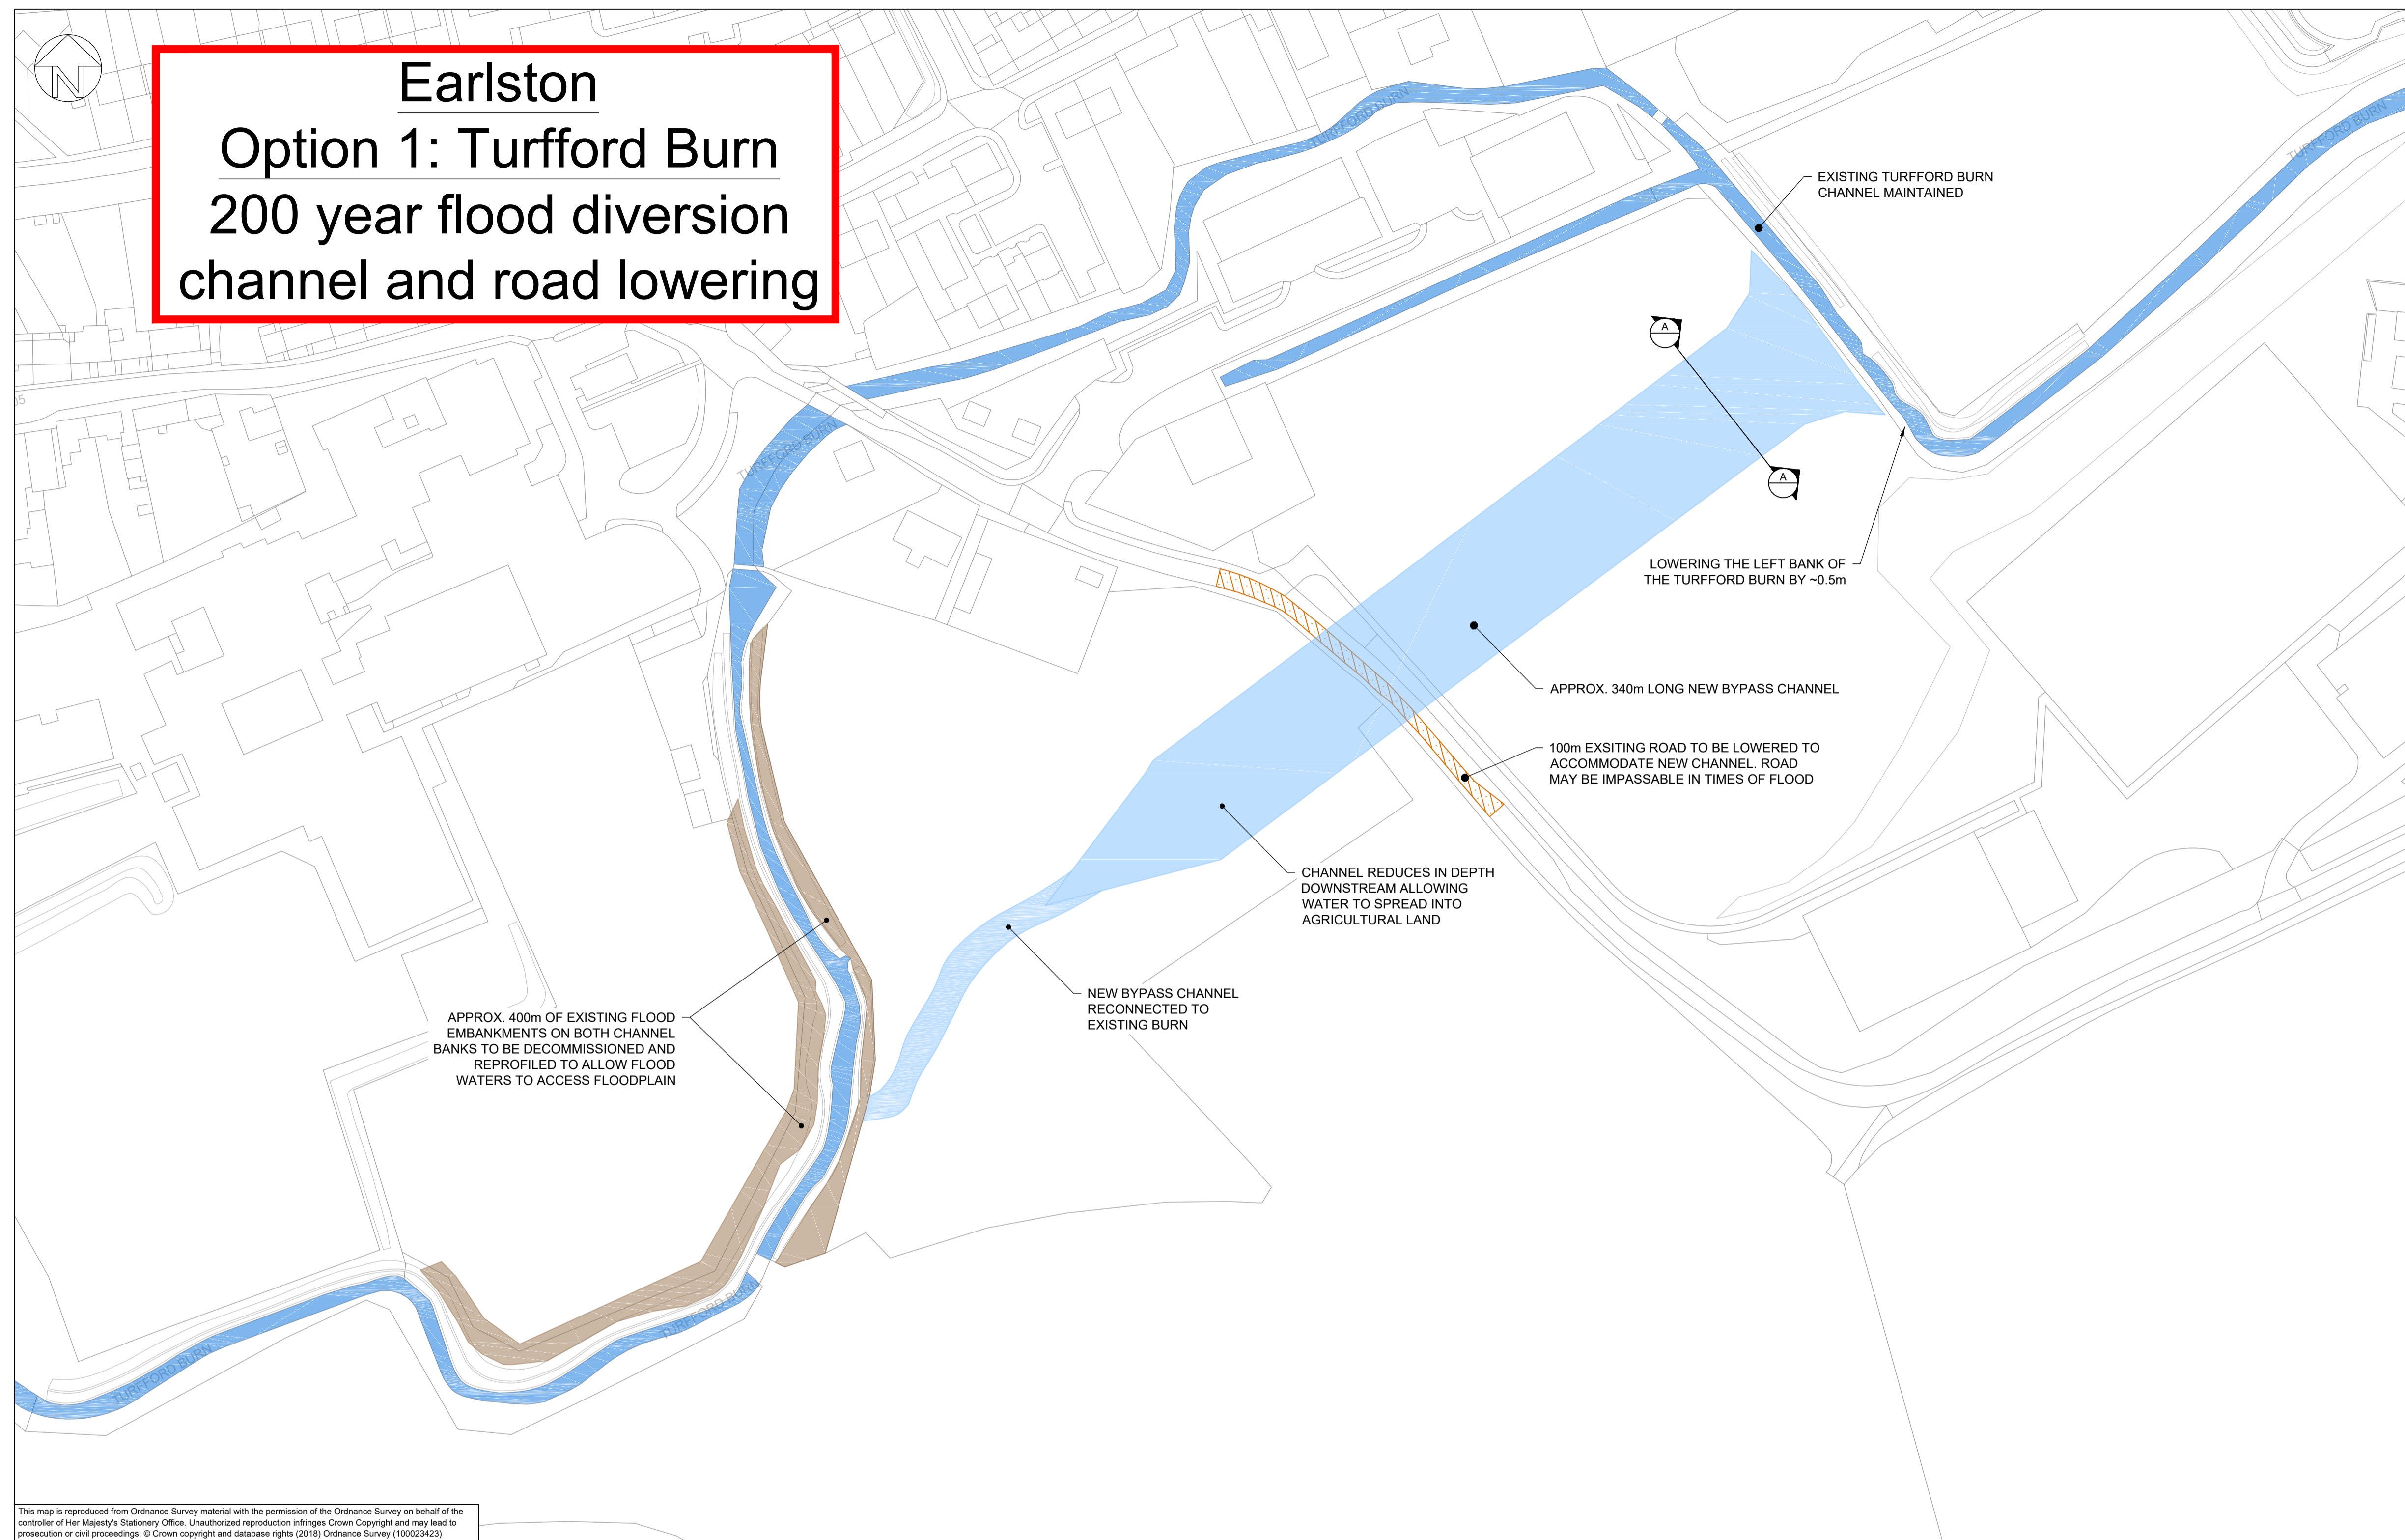 N
Earlston
Option 1: Turfford Burn
200 year flood diversion
channel and road lowering
TURFFORD BURN
TURFFORD BURN
EXISTING TURFFORD BURN
CHANNEL MAINTAINED
A
05
TURFFORD BURN
A
LOWERING THE LEFT BANK OF
THE TURFFORD BURN BY ~0.5m
APPROX. 340m LONG NEW BYPASS CHANNEL
100m EXSITING ROAD TO BE LOWERED TO
ACCOMMODATE NEW CHANNEL. ROAD
MAY BE IMPASSABLE IN TIMES OF FLOOD
CHANNEL REDUCES IN DEPTH
DOWNSTREAM ALLOWING
WATER TO SPREAD INTO
AGRICULTURAL LAND
NEW BYPASS CHANNEL
RECONNECTED TO
EXISTING BURN
APPROX. 400m OF EXISTING FLOOD
EMBANKMENTS ON BOTH CHANNEL
BANKS TO BE DECOMMISSIONED AND
REPROFILED TO ALLOW FLOOD
WATERS TO ACCESS FLOODPLAIN
TURFFORD BURN
TURFFORD BURN
This map is reproduced from Ordnance Survey material with the permission of the Ordnance Survey on behalf of the
controller of Her Majesty's Stationery Office. Unauthorized reproduction infringes Crown Copyright and may lead to
prosecution or civil proceedings. © Crown copyright and database rights (2018) Ordnance Survey (100023423)